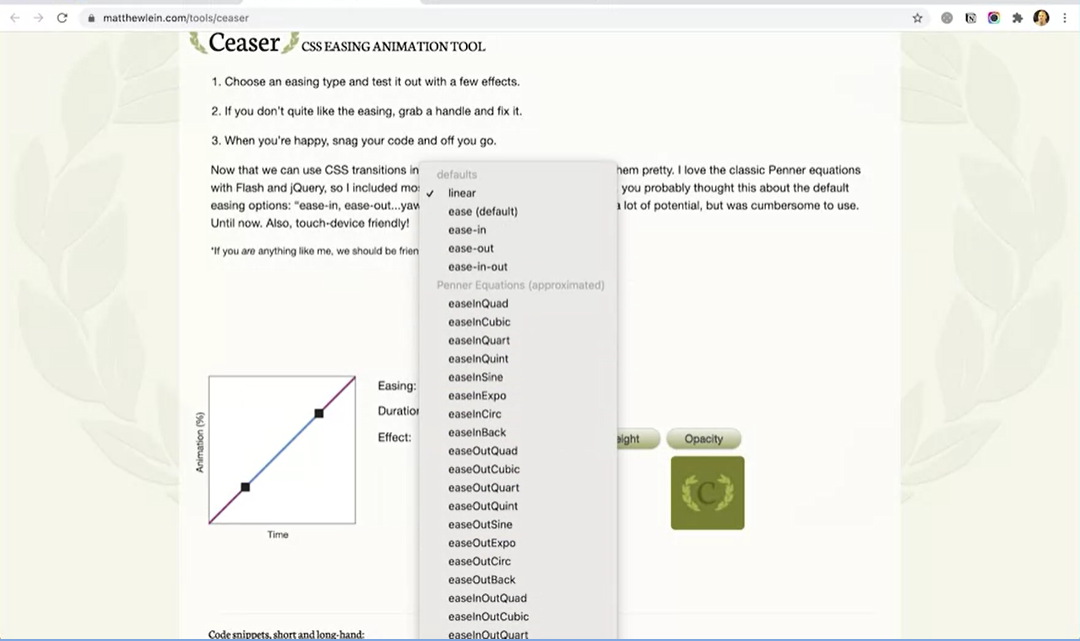 matthewlein.com/tools/ceaser
Ceaser CSS EASING ANIMATION TOOL
1. Choose an easing type and test it out with a few effects.
2. If you don't quite like the easing, grab a handle and fix it.
3. When you're happy, snag your code and off you go.
Now that we can use CSS transitions in hem pretty. I love the classic Penner equations
with Flash and jQuery, so I included mo you probably thought this about the default
easing options: "ease-in, ease-out...yaw a lot of potential, but was cumbersome to use.
Until now. Also, touch-device friendly!
*If you are anything like me, we should be frien
defaults
✓ linear
ease (default)
ease-in
ease-out
ease-in-out
Penner Equations (approximated)
easeInQuad
easeInCubic
easeInQuart
easeInQuint
easeInSine
easeInExpo
easeInCirc
easeInBack
easeOutQuad
easeOutCubic
easeOutQuart
easeOutQuint
easeOutSine
easeOutExpo
easeOutCirc
easeOutBack
easeInOutQuad
easeInOutCubic
easeInOutQuart
Animation (%)
Time
Easing:
Duration
Effect:
eight
Opacity
C
Code snippets, short and long-hand: